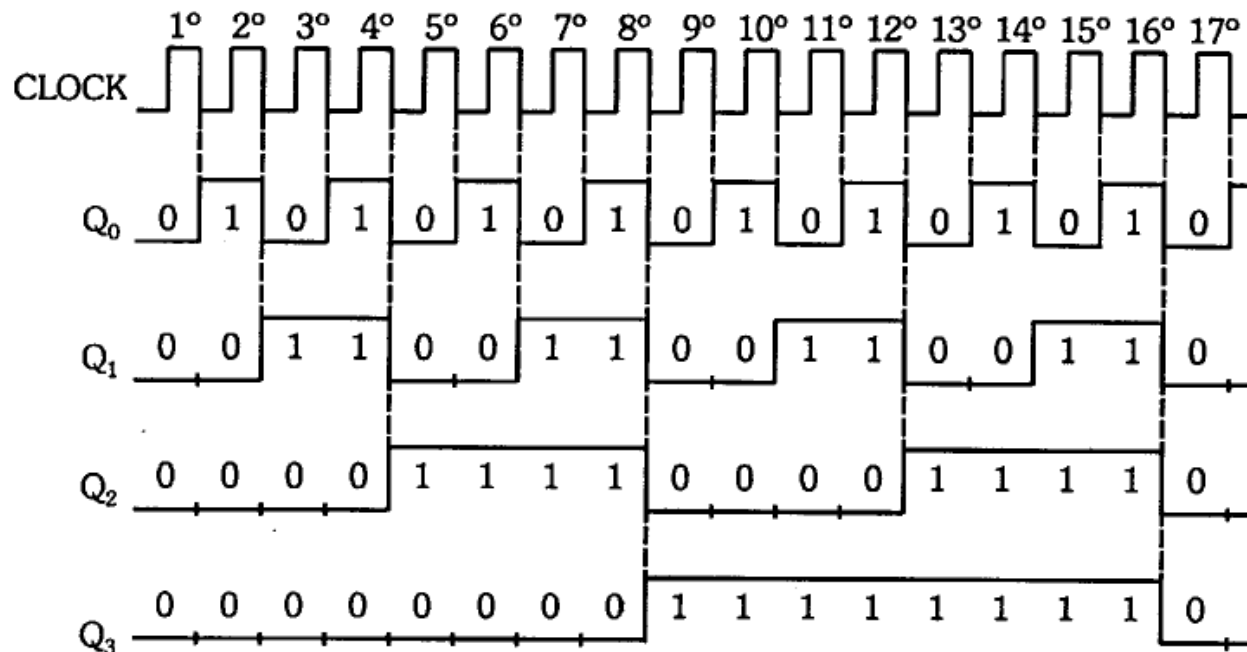 1º 2º 3º 4º 5º 6º 7º 8º 9º 10º 11º 12º 13º 14º 15º 16º 17º
CLOCK
Q₀ 0 1 0 1 0 1 0 1 0 1 0 1 0 1 0 1 0
Q₁ 0 0 1 1 0 0 1 1 0 0 1 1 0 0 1 1 0
Q₂ 0 0 0 0 1 1 1 1 0 0 0 0 1 1 1 1 0
Q₃ 0 0 0 0 0 0 0 0 1 1 1 1 1 1 1 1 0